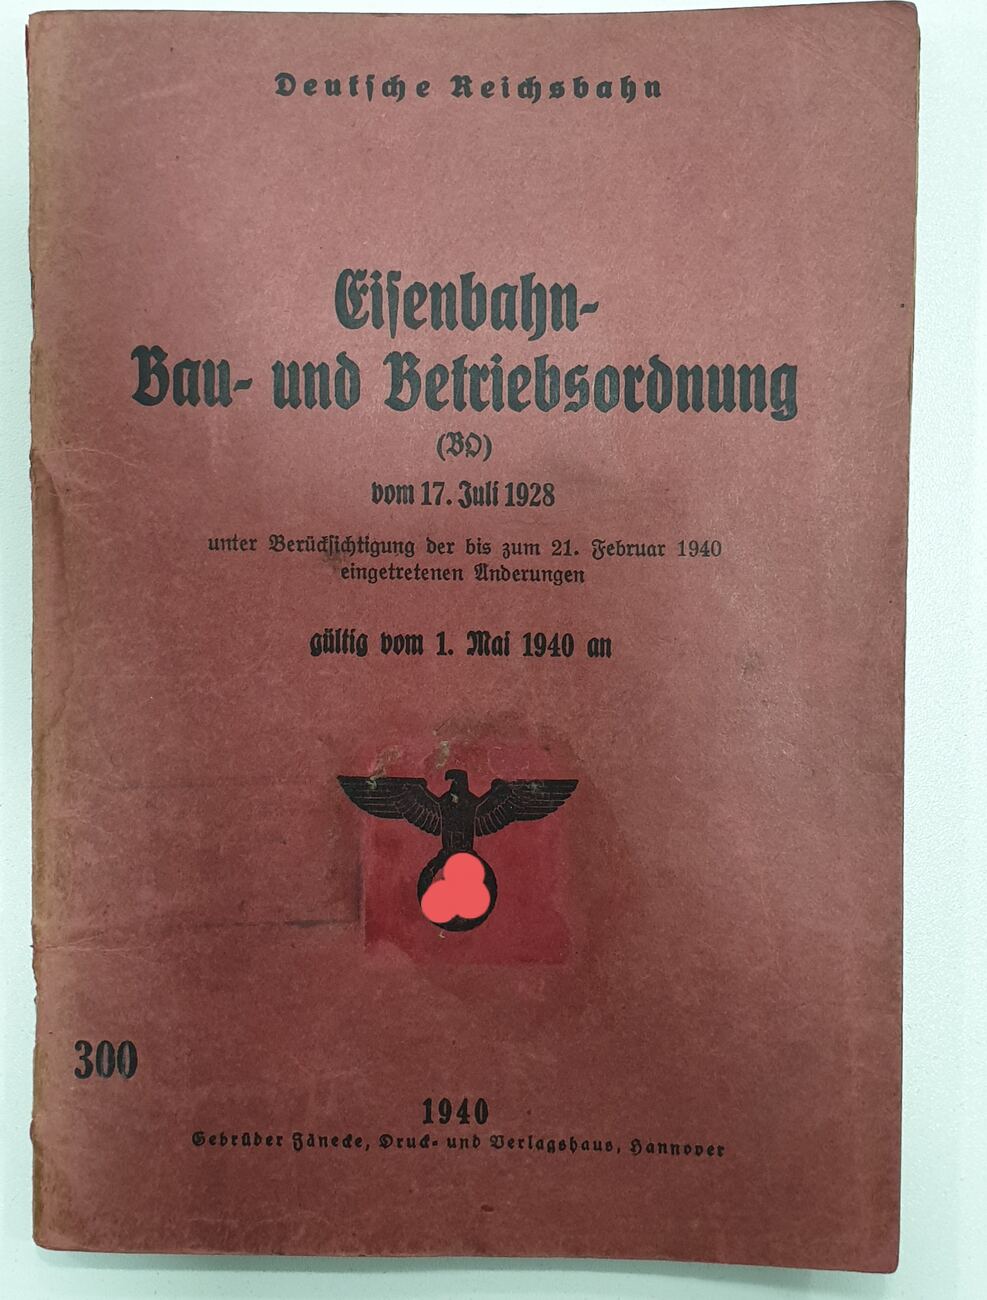 Deutsche Reichsbahn
Eisenbahn-
Bau- und Betriebsordnung
(BO)
vom 17. Juli 1928
unter Berücksichtigung der bis zum 21. Februar 1940
eingetretenen Änderungen
gültig vom 1. Mai 1940 an
300
1940
Gebrüder Jänecke, Druck- und Verlagshaus, Hannover